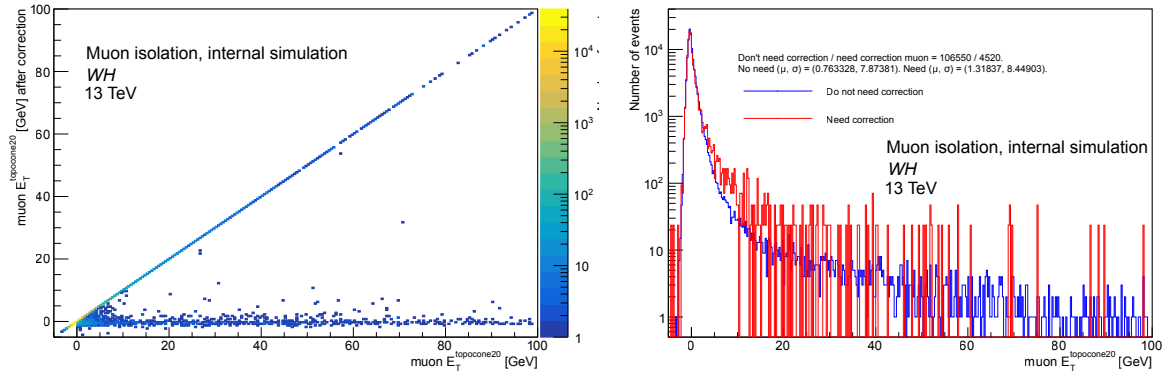 100
80
60
40
20
0
muon E_T^topocone20 [GeV] after correction
Muon isolation, internal simulation
WH
13 TeV
0 20 40 60 80 100
muon E_T^topocone20 [GeV]
10^4
10^3
10^2
10
1
Number of events
10^4
10^3
10^2
10
1
Don't need correction / need correction muon = 106550 / 4520.
No need (μ, σ) = (0.763328, 7.87381). Need (μ, σ) = (1.31837, 8.44903).
Do not need correction
Need correction
Muon isolation, internal simulation
WH
13 TeV
0 20 40 60 80 100
muon E_T^topocone20 [GeV]